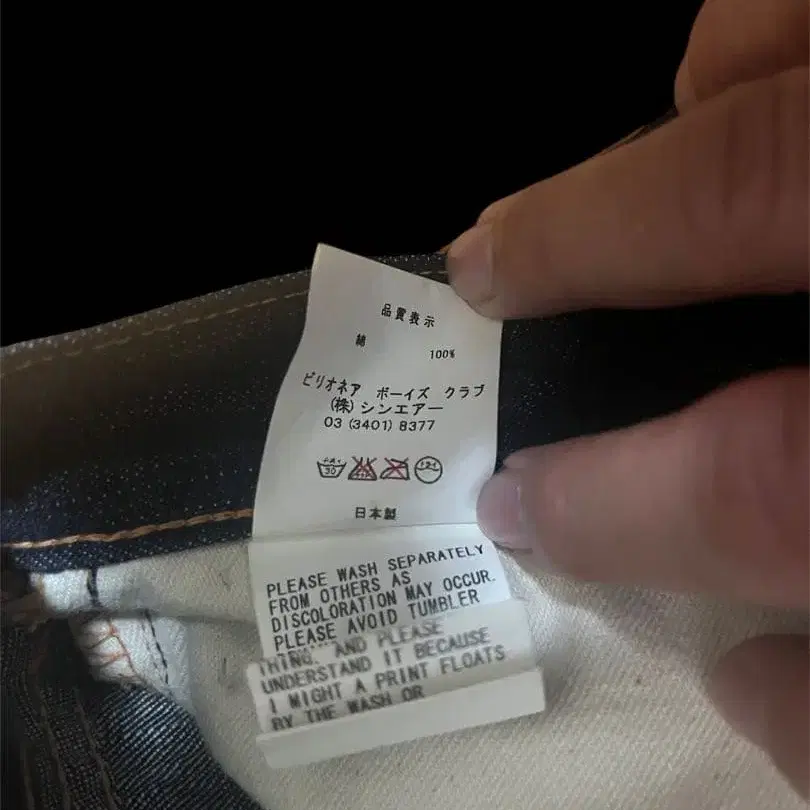 品質表示
綿 100%
ビリオネア ボーイズ クラブ
(株) シンエアー
03 (3401) 8377
30
日本製
PLEASE WASH SEPARATELY
FROM OTHERS AS
DISCOLORATION MAY OCCUR.
PLEASE AVOID TUMBLER
THING. AND PLEASE
UNDERSTAND IT BECAUSE
I MIGHT A PRINT FLOATS
BY THE WASH OR